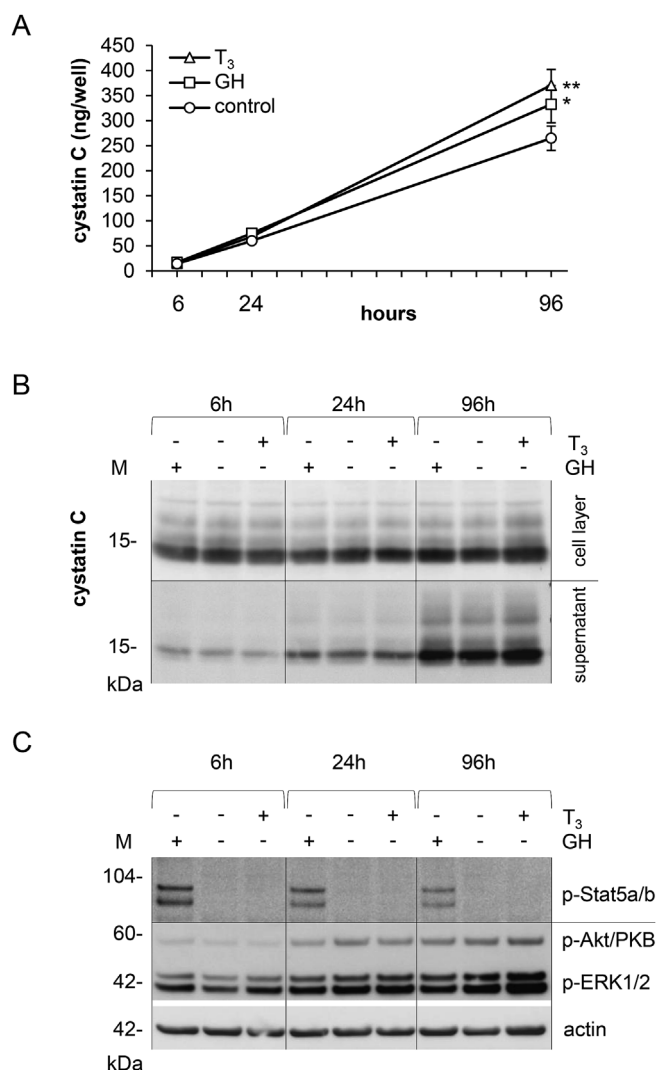 A
450
400
350
300
250
200
150
100
50
0
cystatin C (ng/well)
T3
GH
control
**
*
6 24 96
hours
B
6h 24h 96h
- - + - - + - - + T3
M + - - + - - + - - GH
cystatin C
15-
cell layer
15-
supernatant
kDa
C
6h 24h 96h
- - + - - + - - + T3
M + - - + - - + - - GH
104-
p-Stat5a/b
60-
p-Akt/PKB
42-
p-ERK1/2
42-
actin
kDa